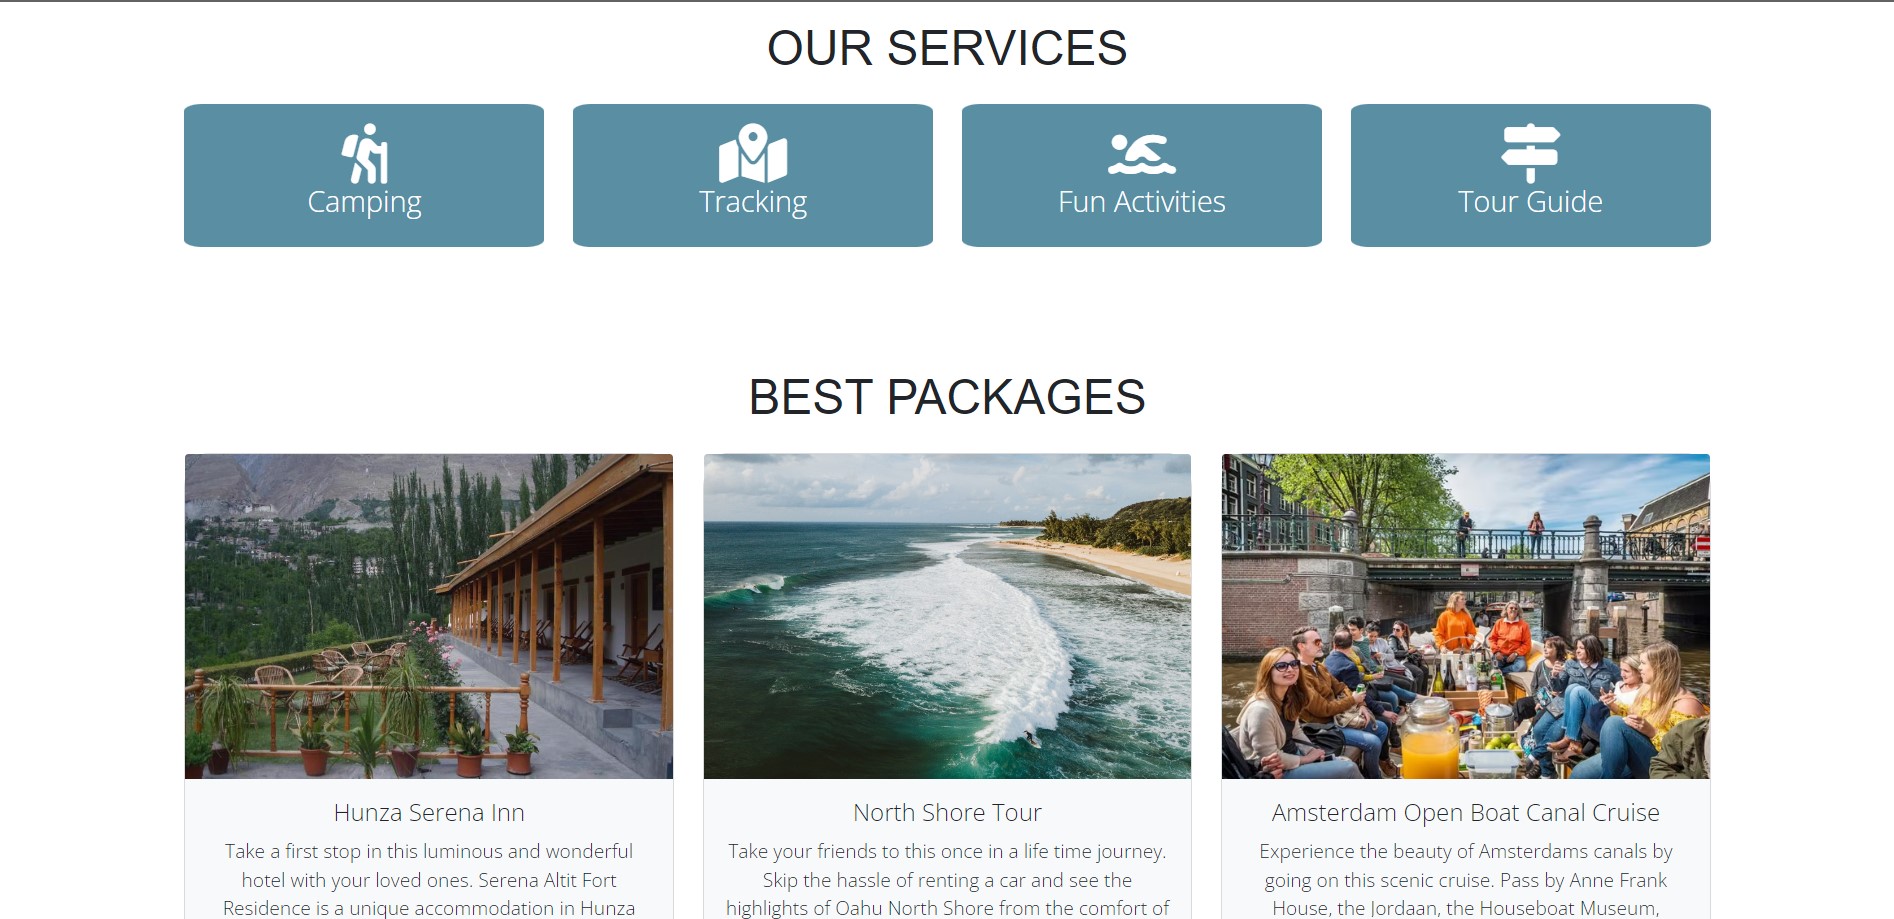 OUR SERVICES
Camping
Tracking
Fun Activities
Tour Guide
BEST PACKAGES
Hunza Serena Inn
Take a first stop in this luminous and wonderful
hotel with your loved ones. Serena Altit Fort
Residence is a unique accommodation in Hunza
North Shore Tour
Take your friends to this once in a life time journey.
Skip the hassle of renting a car and see the
highlights of Oahu North Shore from the comfort of
Amsterdam Open Boat Canal Cruise
Experience the beauty of Amsterdams canals by
going on this scenic cruise. Pass by Anne Frank
House, the Jordaan, the Houseboat Museum,